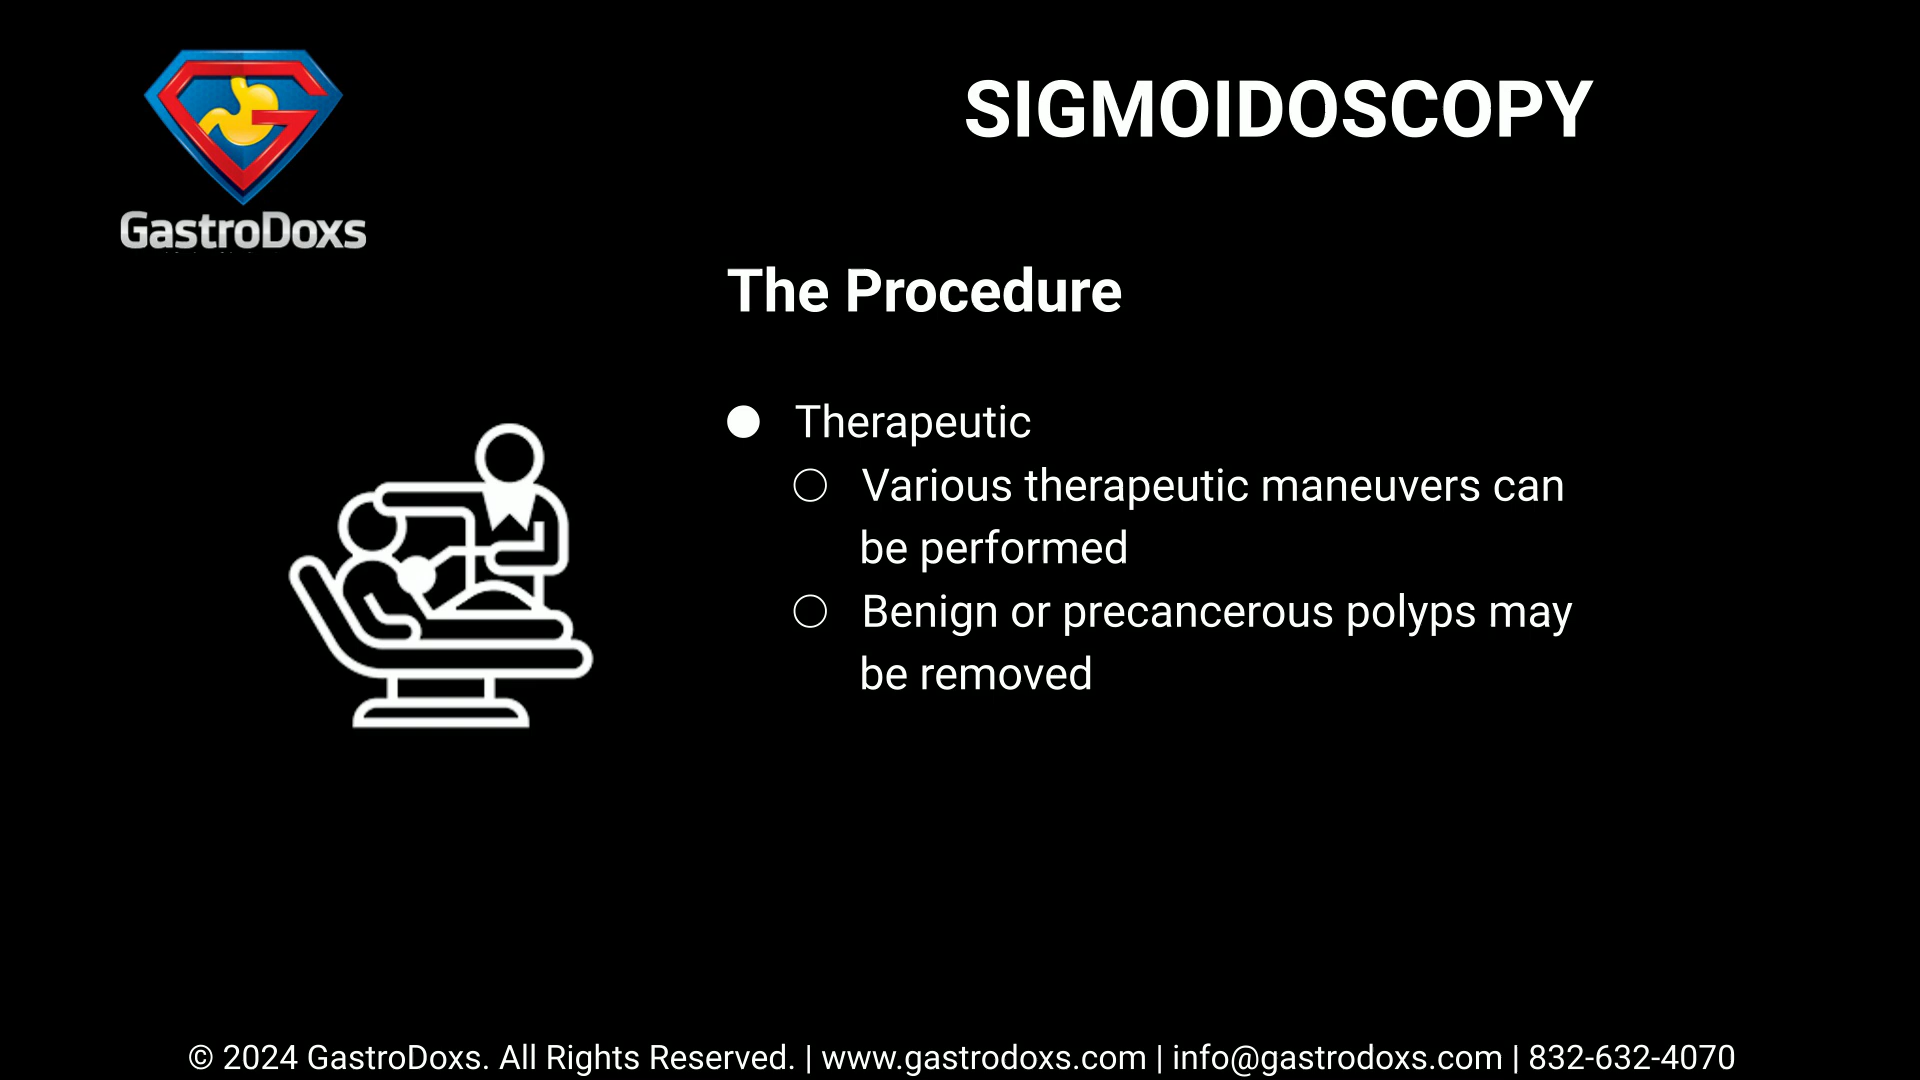 GastroDoxs
SIGMOIDOSCOPY
The Procedure
● Therapeutic
○ Various therapeutic maneuvers can
be performed
○ Benign or precancerous polyps may
be removed
© 2024 GastroDoxs. All Rights Reserved. | www.gastrodoxs.com | info@gastrodoxs.com | 832-632-4070